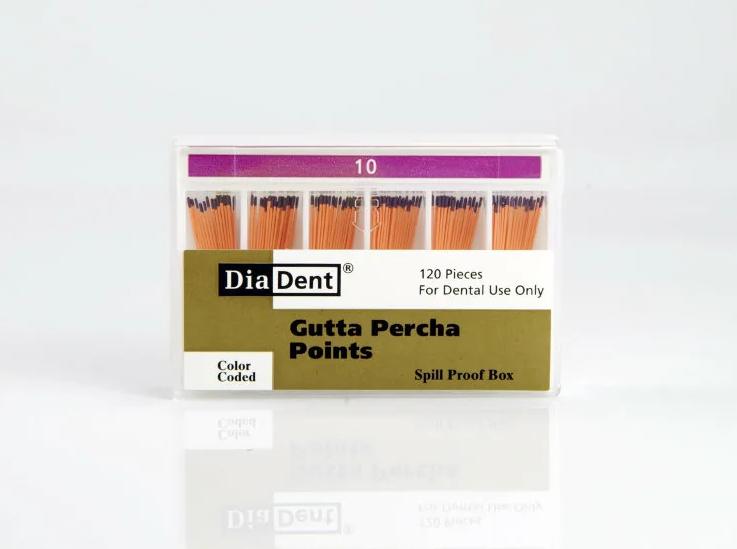 10
DiaDent®
120 Pieces
For Dental Use Only
Gutta Percha
Points
Color
Coded
Spill Proof Box